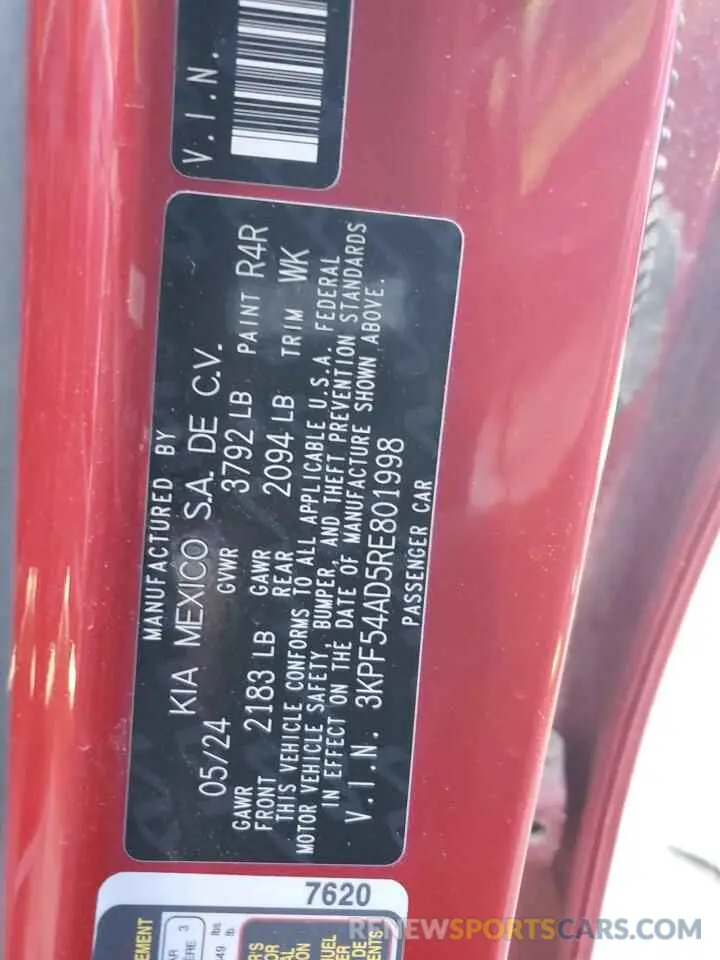 V.I.N.
MANUFACTURED BY
KIA MEXICO S.A. DE C.V.
05/24 GVWR 3792 LB PAINT R4R
GAWR FRONT 2183 LB GAWR REAR 2094 LB TRIM WK
THIS VEHICLE CONFORMS TO ALL APPLICABLE U.S.A. FEDERAL
MOTOR VEHICLE SAFETY, BUMPER, AND THEFT PREVENTION STANDARDS
IN EFFECT ON THE DATE OF MANUFACTURE SHOWN ABOVE.
V.I.N. 3KPF54AD5RE801998
PASSENGER CAR
7620
RENEWSPORTSCARS.COM